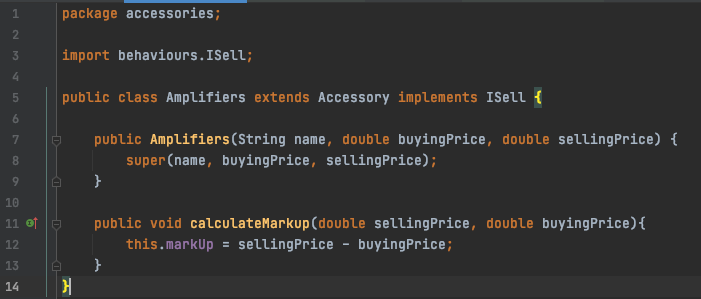 1 package accessories;
2
3 import behaviours.ISell;
4
5 public class Amplifiers extends Accessory implements ISell {
6
7     public Amplifiers(String name, double buyingPrice, double sellingPrice) {
8         super(name, buyingPrice, sellingPrice);
9     }
10
11     public void calculateMarkup(double sellingPrice, double buyingPrice){
12         this.markUp = sellingPrice - buyingPrice;
13     }
14 }